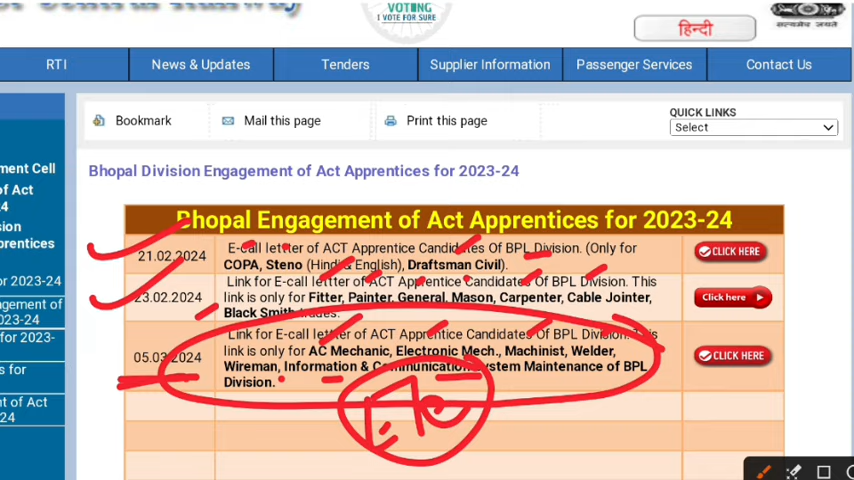 VOTING
I VOTE FOR SURE
हिन्दी
सत्यमेव जयते
RTI
News & Updates
Tenders
Supplier Information
Passenger Services
Contact Us
Bookmark
Mail this page
Print this page
QUICK LINKS
Select
ment Cell
of Act
4
sion
prentices
or 2023-24
gement of
023-24
for 2023-
s for
nt of Act
24
Bhopal Division Engagement of Act Apprentices for 2023-24
Bhopal Engagement of Act Apprentices for 2023-24
21.02.2024
E-call letter of ACT Apprentice Candidates Of BPL Division. (Only for
COPA, Steno (Hindi & English), Draftsman Civil).
CLICK HERE
23.02.2024
Link for E-call letter of ACT Apprentice Candidates Of BPL Division. This
link is only for Fitter, Painter, General, Mason, Carpenter, Cable Jointer,
Black Smith trades.
Click here
05.03.2024
Link for E-call letter of ACT Apprentice Candidates Of BPL Division. This
link is only for AC Mechanic, Electronic Mech., Machinist, Welder,
Wireman, Information & Communication System Maintenance of BPL
Division.
CLICK HERE